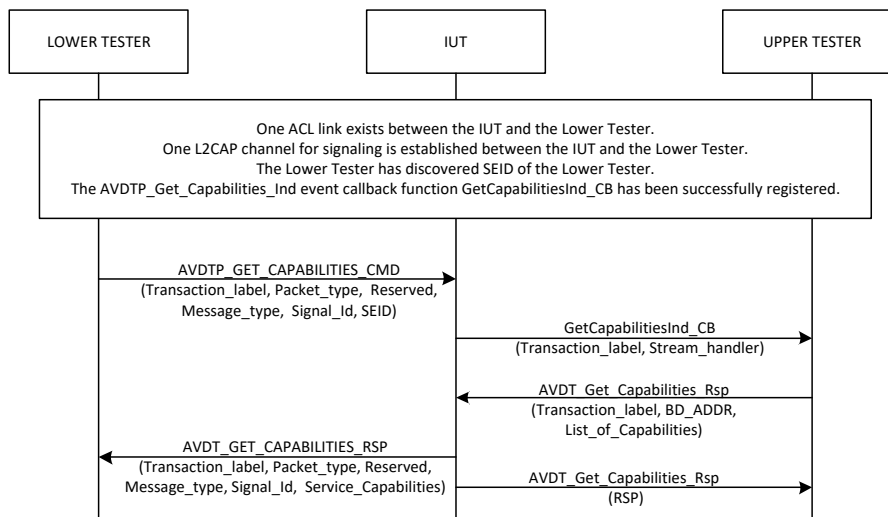 LOWER TESTER
IUT
UPPER TESTER
One ACL link exists between the IUT and the Lower Tester.
One L2CAP channel for signaling is established between the IUT and the Lower Tester.
The Lower Tester has discovered SEID of the Lower Tester.
The AVDTP_Get_Capabilities_Ind event callback function GetCapabilitiesInd_CB has been successfully registered.
AVDTP_GET_CAPABILITIES_CMD
(Transaction_label, Packet_type, Reserved,
Message_type, Signal_Id, SEID)
GetCapabilitiesInd_CB
(Transaction_label, Stream_handler)
AVDT_Get_Capabilities_Rsp
(Transaction_label, BD_ADDR,
List_of_Capabilities)
AVDT_GET_CAPABILITIES_RSP
(Transaction_label, Packet_type, Reserved,
Message_type, Signal_Id, Service_Capabilities)
AVDT_Get_Capabilities_Rsp
(RSP)